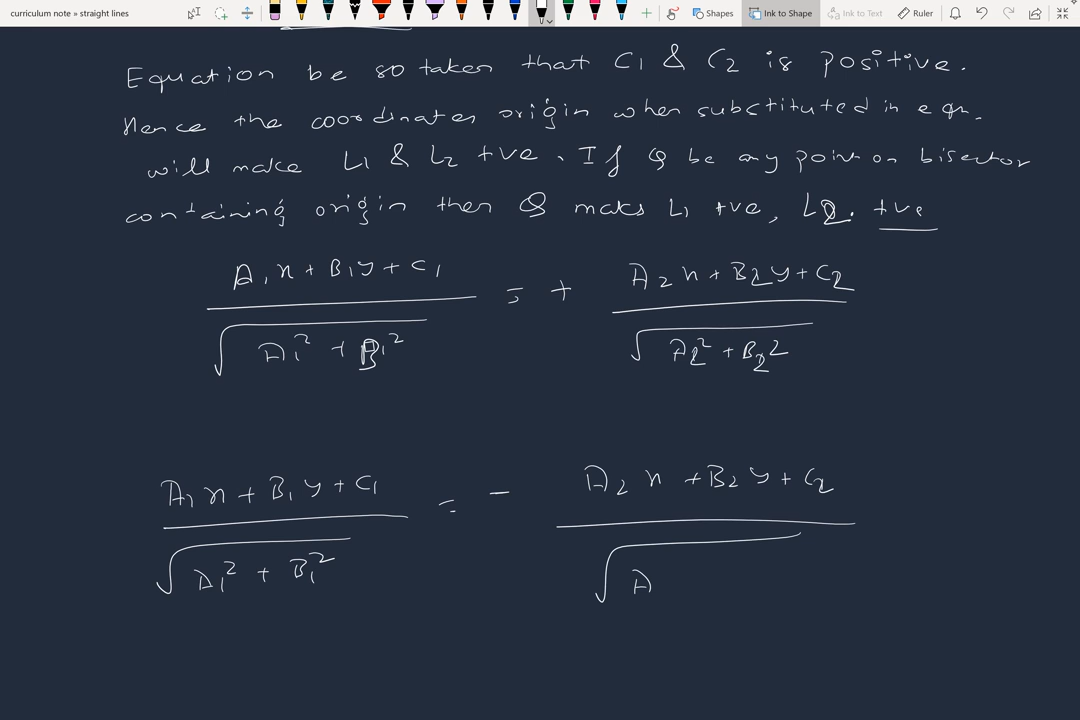 curriculum note » straight lines
Shapes Ink to Shape Ink to Text Ruler
Equation be so taken that C1 & C2 is positive.
Hence the coordinates origin when substituted in eqn.
will make L1 & L2 +ve. If Q be any point on bisector
containing origin then Q maks L1 +ve, L2. +ve
A1x + B1y + C1 / √(A1² + B1²) = + A2x + B2y + C2 / √(A2² + B2²)
A1x + B1y + C1 / √(A1² + B1²) = - A2x + B2y + C2 / √(A